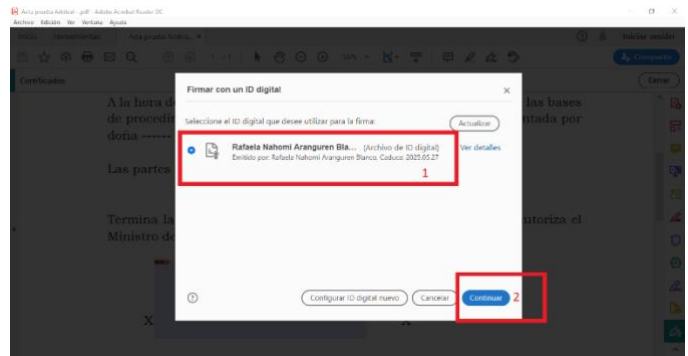 Acta prueba Addixal - .pdf - Adobe Acrobat Reader DC
Archivo Edición Ver Ventana Ayuda
Inicio Herramientas Acta prueba
Iniciar sesión
Compartir
Certificados
Cerrar
Firmar con un ID digital
A la hora d
las bases
Seleccione el ID digital que desee utilizar para la firma:
Actualizar
de procedi
ntada por
doña ------
Rafaela Nahomi Aranguren Bla... (Archivo de ID digital)
Ver detalles
Emitido por: Rafaela Nahomi Aranguren Blanco, Caduca: 2025.05.27
Las partes
1
Termina la
utoriza el
Ministro de
Configurar ID digital nuevo
Cancelar
Continuar
2
X